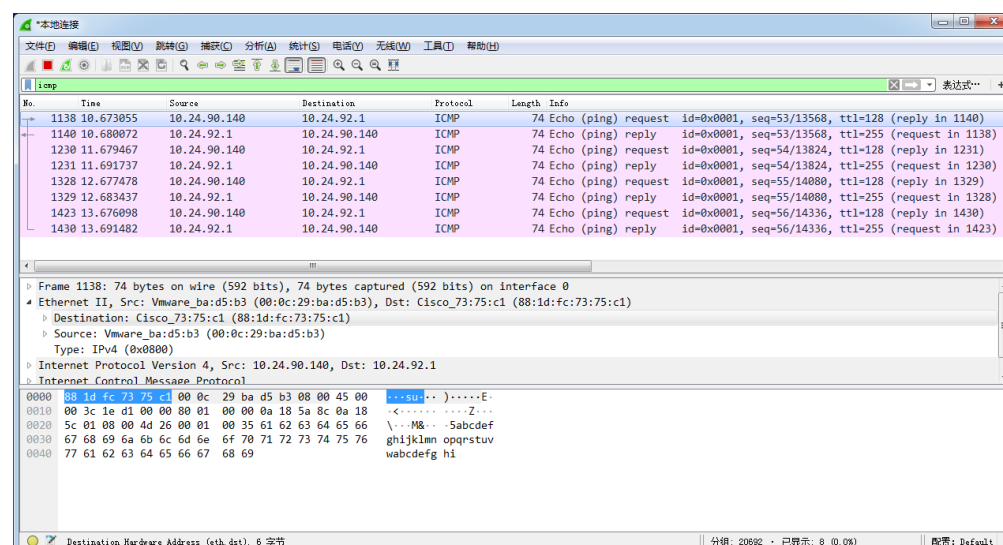 *本地连接
文件(F) 编辑(E) 视图(V) 跳转(G) 捕获(C) 分析(A) 统计(S) 电话(Y) 无线(W) 工具(T) 帮助(H)
icmp 表达式…
No. Time Source Destination Protocol Length Info
1138 10.673055 10.24.90.140 10.24.92.1 ICMP 74 Echo (ping) request id=0x0001, seq=53/13568, ttl=128 (reply in 1140)
1140 10.680072 10.24.92.1 10.24.90.140 ICMP 74 Echo (ping) reply id=0x0001, seq=53/13568, ttl=255 (request in 1138)
1230 11.679467 10.24.90.140 10.24.92.1 ICMP 74 Echo (ping) request id=0x0001, seq=54/13824, ttl=128 (reply in 1231)
1231 11.691737 10.24.92.1 10.24.90.140 ICMP 74 Echo (ping) reply id=0x0001, seq=54/13824, ttl=255 (request in 1230)
1328 12.677478 10.24.90.140 10.24.92.1 ICMP 74 Echo (ping) request id=0x0001, seq=55/14080, ttl=128 (reply in 1329)
1329 12.683437 10.24.92.1 10.24.90.140 ICMP 74 Echo (ping) reply id=0x0001, seq=55/14080, ttl=255 (request in 1328)
1423 13.676098 10.24.90.140 10.24.92.1 ICMP 74 Echo (ping) request id=0x0001, seq=56/14336, ttl=128 (reply in 1430)
1430 13.691482 10.24.92.1 10.24.90.140 ICMP 74 Echo (ping) reply id=0x0001, seq=56/14336, ttl=255 (request in 1423)
Frame 1138: 74 bytes on wire (592 bits), 74 bytes captured (592 bits) on interface 0
Ethernet II, Src: Vmware_ba:d5:b3 (00:0c:29:ba:d5:b3), Dst: Cisco_73:75:c1 (88:1d:fc:73:75:c1)
Destination: Cisco_73:75:c1 (88:1d:fc:73:75:c1)
Source: Vmware_ba:d5:b3 (00:0c:29:ba:d5:b3)
Type: IPv4 (0x0800)
Internet Protocol Version 4, Src: 10.24.90.140, Dst: 10.24.92.1
Internet Control Message Protocol
0000 88 1d fc 73 75 c1 00 0c 29 ba d5 b3 08 00 45 00 ···su··· )·····E·
0010 00 3c 1e d1 00 00 80 01 00 00 0a 18 5a 8c 0a 18 ·<······ ····Z···
0020 5c 01 08 00 4d 26 00 01 00 35 61 62 63 64 65 66 \···M&·· ·5abcdef
0030 67 68 69 6a 6b 6c 6d 6e 6f 70 71 72 73 74 75 76 ghijklmn opqrstuv
0040 77 61 62 63 64 65 66 67 68 69 wabcdefg hi
Destination Hardware Address (eth.dst), 6 字节 分组: 20692 · 已显示: 8 (0.0%) 配置: Default